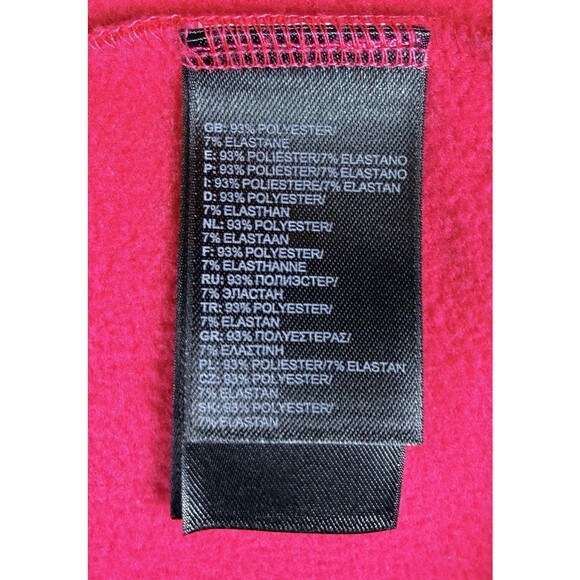 GB: 93% POLYESTER/
7% ELASTANE
E: 93% POLIESTER/7% ELASTANO
P: 93% POLIESTER/7% ELASTANO
I: 93% POLIESTERE/7% ELASTAN
D: 93% POLYESTER/
7% ELASTHAN
NL: 93% POLYESTER/
7% ELASTAAN
F: 93% POLYESTER/
7% ELASTHANNE
RU: 93% ПОЛИЭСТЕР/
7% ЭЛАСТАН
TR: 93% POLYESTER/
7% ELASTAN
GR: 93% ΠΟΛΥΕΣΤΕΡΑΣ/
7% ΕΛΑΣΤΙΝΗ
PL: 93% POLIESTER/7% ELASTAN
CZ: 93% POLYESTER/
7% ELASTAN
SK: 93% POLYESTER/
7% ELASTAN